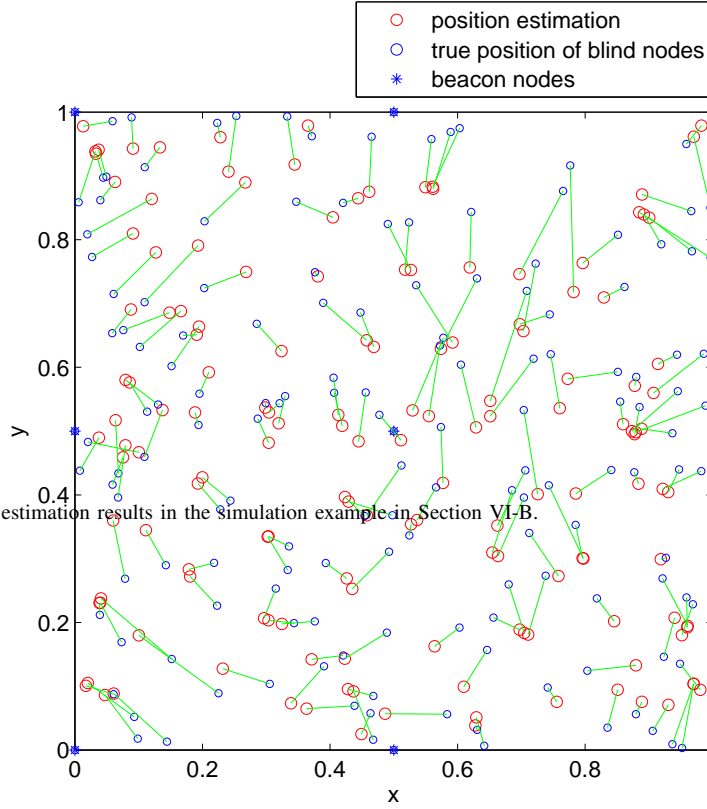 position estimation
true position of blind nodes
beacon nodes
1
0.8
0.6
y
0.4
estimation results in the simulation example in Section VI-B.
0.2
0
0 0.2 0.4 0.6 0.8
x